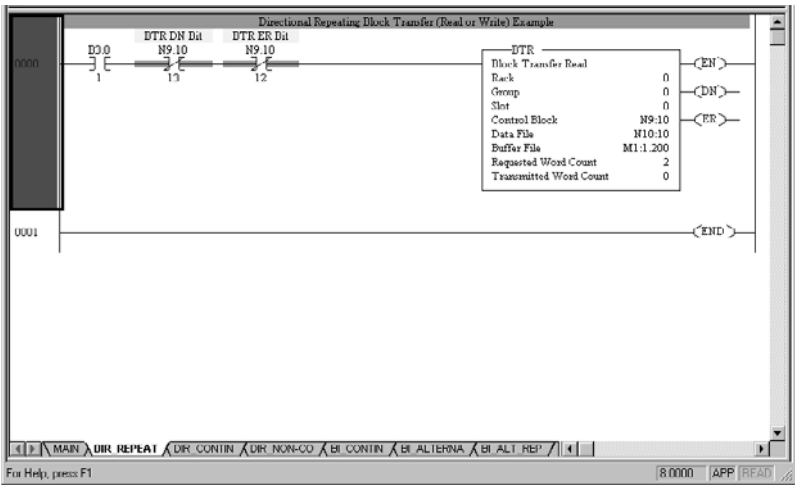 Directional Repeating Block Transfer (Read or Write) Example
BTR DN Bit BTR ER Bit
B3:0 N9:10 N9:10
0000
1 13 12
BTR
Block Transfer Read
Rack 0
Group 0
Slot 0
Control Block N9:10
Data File N10:10
Buffer File M1:1.200
Requested Word Count 2
Transmitted Word Count 0
EN
DN
ER
0001
END
MAIN DIR_REPEAT DIR_CONTIN DIR_NON-CO BI_CONTIN BI_ALTERNA BI_ALT_REP
For Help, press F1
8:0000 APP READ